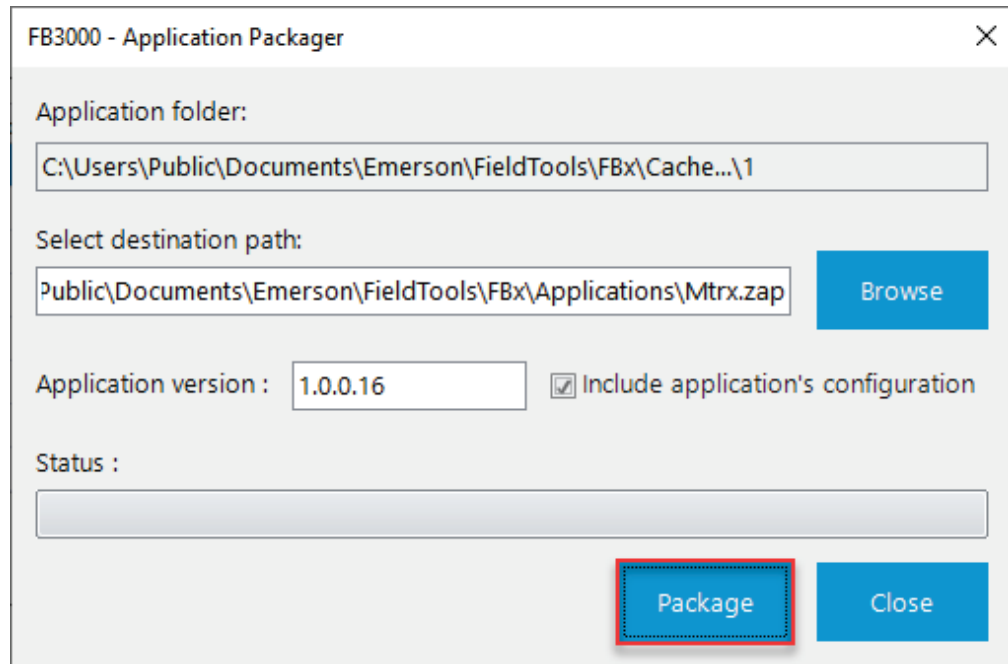 FB3000 - Application Packager
Application folder:
C:\Users\Public\Documents\Emerson\FieldTools\FBx\Cache...\1
Select destination path:
Public\Documents\Emerson\FieldTools\FBx\Applications\Mtrx.zap
Browse
Application version :
1.0.0.16
Include application's configuration
Status :
Package
Close